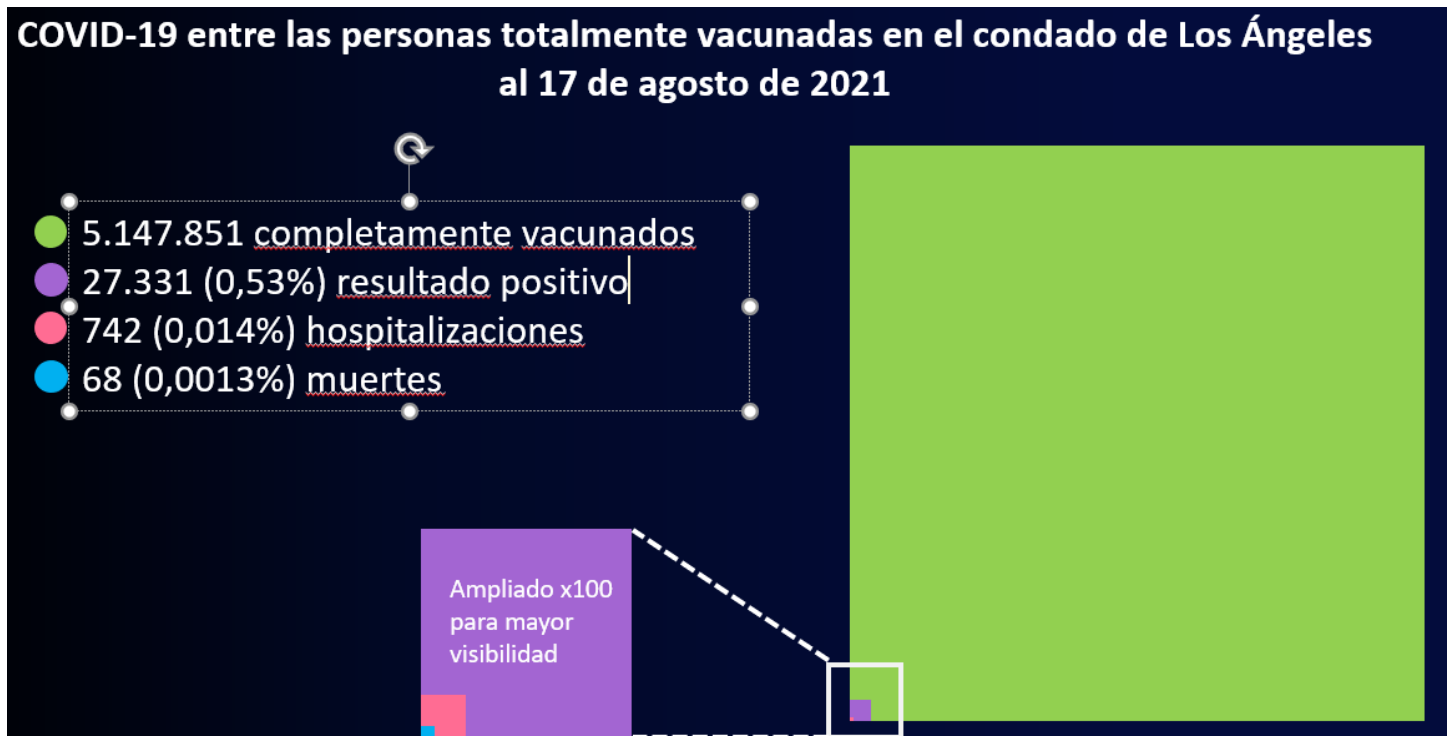 COVID-19 entre las personas totalmente vacunadas en el condado de Los Ángeles
al 17 de agosto de 2021
5.147.851 completamente vacunados
27.331 (0,53%) resultado positivo
742 (0,014%) hospitalizaciones
68 (0,0013%) muertes
Ampliado x100
para mayor
visibilidad